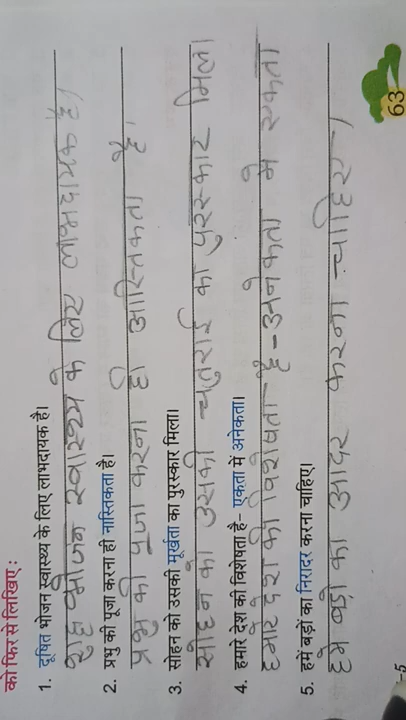 को फिर से लिखिए :
1. दूषित भोजन स्वास्थ्य के लिए लाभदायक है।
शुद्ध भोजन स्वास्थ्य के लिए लाभदायक है।
2. प्रभु की पूजा करना ही नास्तिकता है।
प्रभु की पूजा करना ही आस्तिकता है।
3. सोहन को उसकी मूर्खता का पुरस्कार मिला।
सोहन को उसकी चतुराई का पुरस्कार मिला।
4. हमारे देश की विशेषता है- एकता में अनेकता।
हमारे देश की विशेषता है - अनेकता मे एकता
5. हमें बड़ों का निरादर करना चाहिए।
हमे बड़ो का आदर करना चाहिए।
63
-5